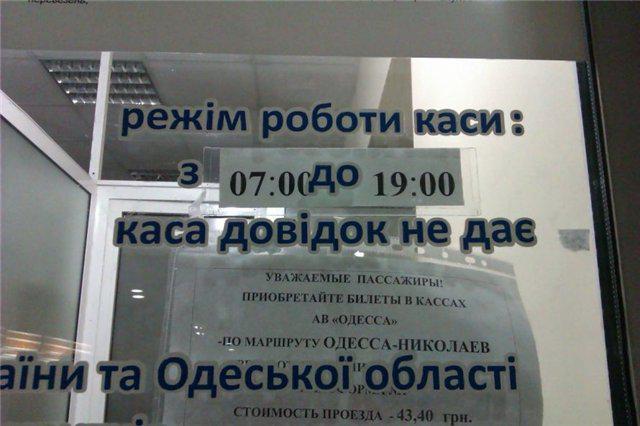 перевезень,
режім роботи каси:
з 07:00 до 19:00
каса довідок не дає
УВАЖАЕМЫЕ ПАССАЖИРЫ!
ПРИОБРЕТАЙТЕ БИЛЕТЫ В КАССАХ
АВ «ОДЕССА»
-ПО МАРШРУТУ ОДЕССА-НИКОЛАЕВ
та Одеської області
СТОИМОСТЬ ПРОЕЗДА - 43,40 грн.